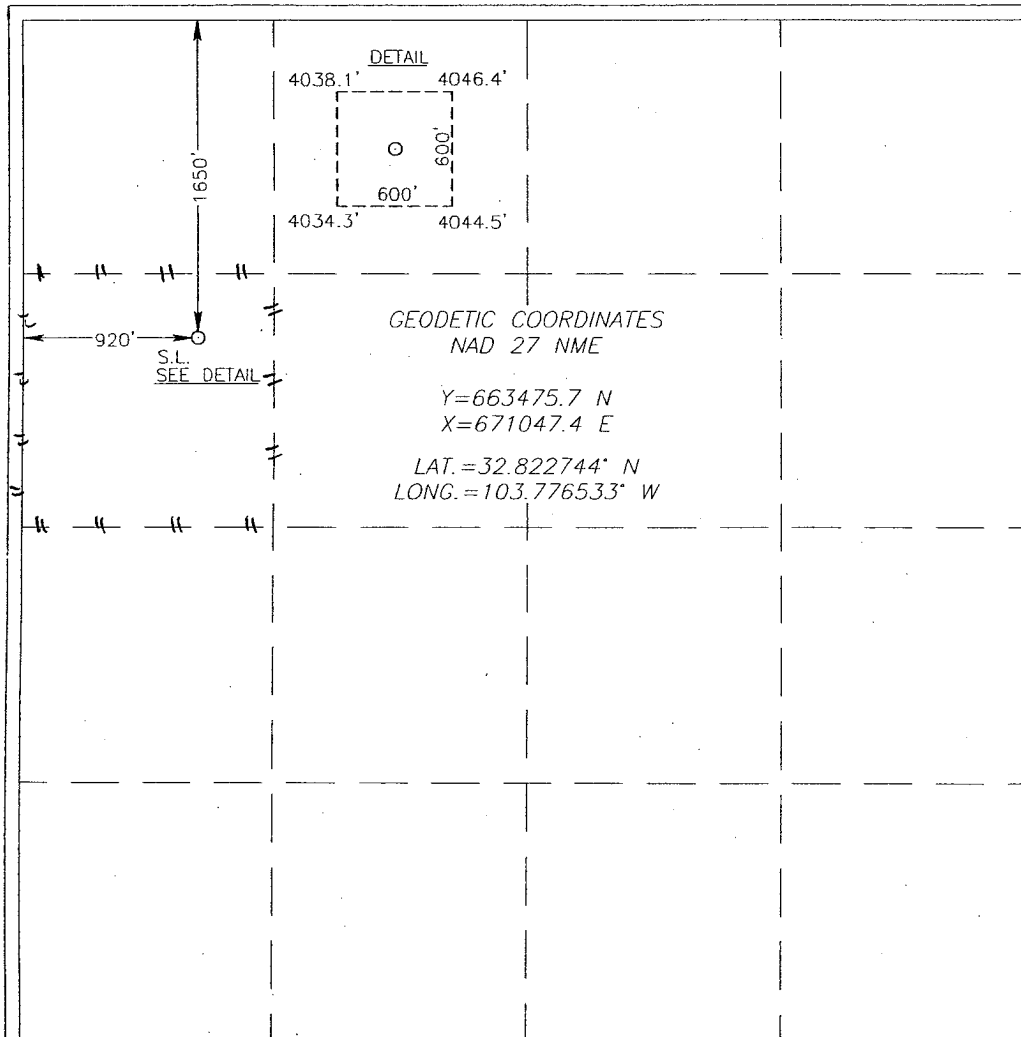 DETAIL
4038.1' 4046.4'
600'
600'
4034.3' 4044.5'
1650'
920'
S.L.
SEE DETAIL
GEODETIC COORDINATES
NAD 27 NME
Y=663475.7 N
X=671047.4 E
LAT.=32.822744° N
LONG.=103.776533° W